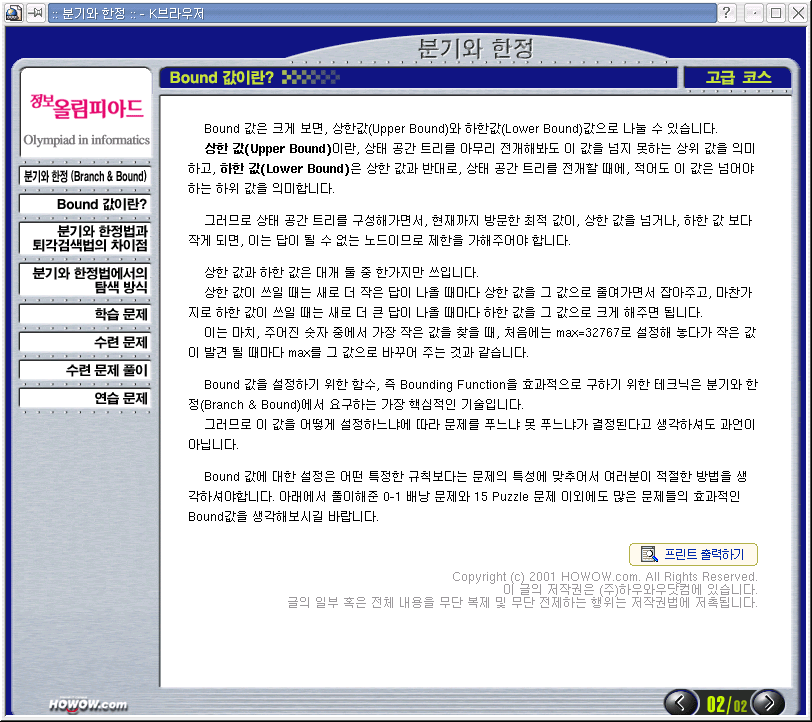 :: 분기와 한정 :: - K브라우저
분기와 한정
정보올림피아드
Olympiad in informatics
분기와 한정 (Branch & Bound)
Bound 값이란?
분기와 한정법과
퇴각검색법의 차이점
분기와 한정법에서의
탐색 방식
학습 문제
수련 문제
수련 문제 풀이
연습 문제
HOWOW.com
Bound 값이란?
고급 코스
Bound 값은 크게 보면, 상한값(Upper Bound)와 하한값(Lower Bound)값으로 나눌 수 있습니다.
상한 값(Upper Bound)이란, 상태 공간 트리를 아무리 전개해봐도 이 값을 넘지 못하는 상위 값을 의미
하고, 하한 값(Lower Bound)은 상한 값과 반대로, 상태 공간 트리를 전개할 때에, 적어도 이 값은 넘어야
하는 하위 값을 의미합니다.
그러므로 상태 공간 트리를 구성해가면서, 현재까지 방문한 최적 값이, 상한 값을 넘거나, 하한 값 보다
작게 되면, 이는 답이 될 수 없는 노드이므로 제한을 가해주어야 합니다.
상한 값과 하한 값은 대개 둘 중 한가지만 쓰입니다.
상한 값이 쓰일 때는 새로 더 작은 답이 나올 때마다 상한 값을 그 값으로 줄여가면서 잡아주고, 마찬가
지로 하한 값이 쓰일 때는 새로 더 큰 답이 나올 때마다 하한 값을 그 값으로 크게 해주면 됩니다.
이는 마치, 주어진 숫자 중에서 가장 작은 값을 찾을 때, 처음에는 max=32767로 설정해 놓다가 작은 값
이 발견 될 때마다 max를 그 값으로 바꾸어 주는 것과 같습니다.
Bound 값을 설정하기 위한 함수, 즉 Bounding Function을 효과적으로 구하기 위한 테크닉은 분기와 한
정(Branch & Bound)에서 요구하는 가장 핵심적인 기술입니다.
그러므로 이 값을 어떻게 설정하느냐에 따라 문제를 푸느냐 못 푸느냐가 결정된다고 생각하셔도 과언이
아닙니다.
Bound 값에 대한 설정은 어떤 특정한 규칙보다는 문제의 특성에 맞추어서 여러분이 적절한 방법을 생
각하셔야합니다. 아래에서 풀이해준 0-1 배낭 문제와 15 Puzzle 문제 이외에도 많은 문제들의 효과적인
Bound값을 생각해보시길 바랍니다.
프린트 출력하기
Copyright (c) 2001 HOWOW.com. All Rights Reserved.
이 글의 저작권은 (주)하우와우닷컴에 있습니다.
글의 일부 혹은 전체 내용을 무단 복제 및 무단 전제하는 행위는 저작권법에 저촉됩니다.
02/02